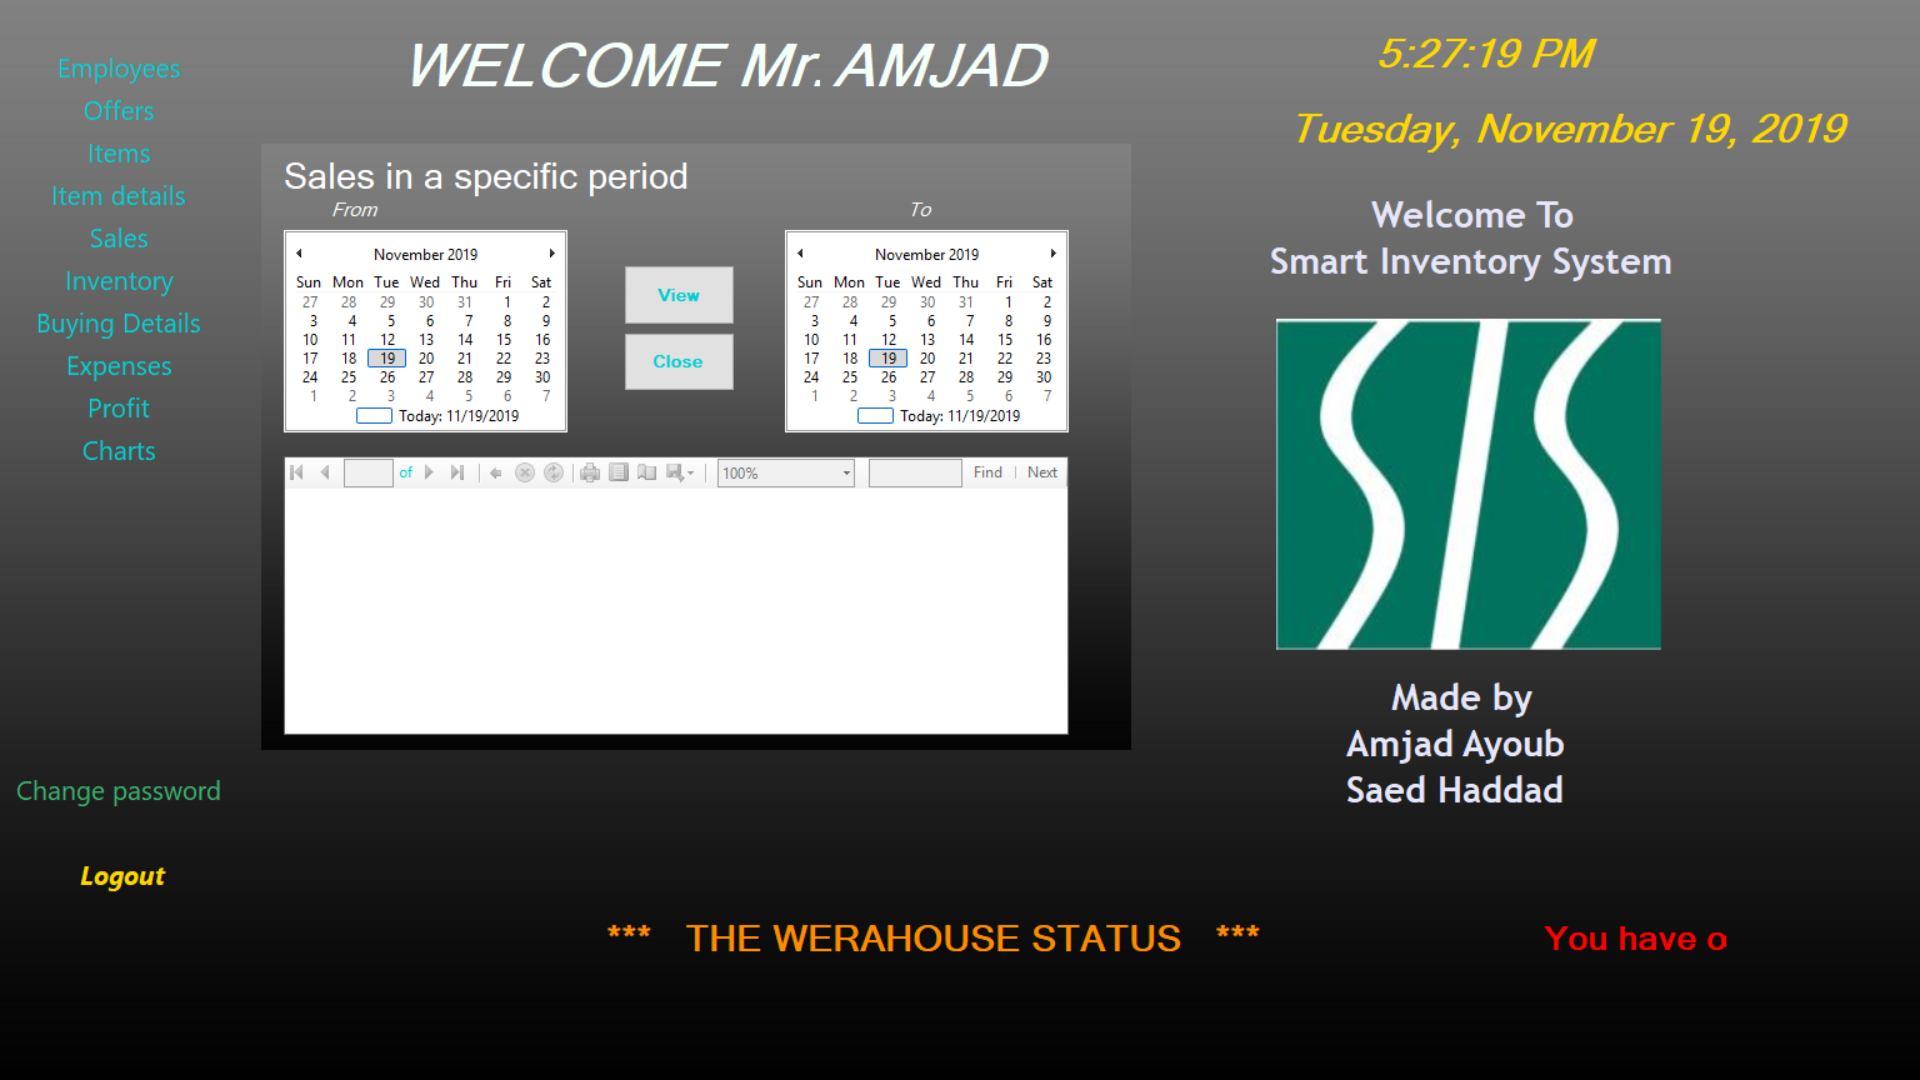 Employees
Offers
Items
Item details
Sales
Inventory
Buying Details
Expenses
Profit
Charts
Change password
Logout
WELCOME Mr. AMJAD
Sales in a specific period
From
November 2019
Sun Mon Tue Wed Thu Fri Sat
27 28 29 30 31 1 2
3 4 5 6 7 8 9
10 11 12 13 14 15 16
17 18 19 20 21 22 23
24 25 26 27 28 29 30
1 2 3 4 5 6 7
Today: 11/19/2019
View
Close
To
November 2019
Sun Mon Tue Wed Thu Fri Sat
27 28 29 30 31 1 2
3 4 5 6 7 8 9
10 11 12 13 14 15 16
17 18 19 20 21 22 23
24 25 26 27 28 29 30
1 2 3 4 5 6 7
Today: 11/19/2019
of 100% Find | Next
5:27:19 PM
Tuesday, November 19, 2019
Welcome To
Smart Inventory System
SIS
Made by
Amjad Ayoub
Saed Haddad
*** THE WERAHOUSE STATUS ***
You have o